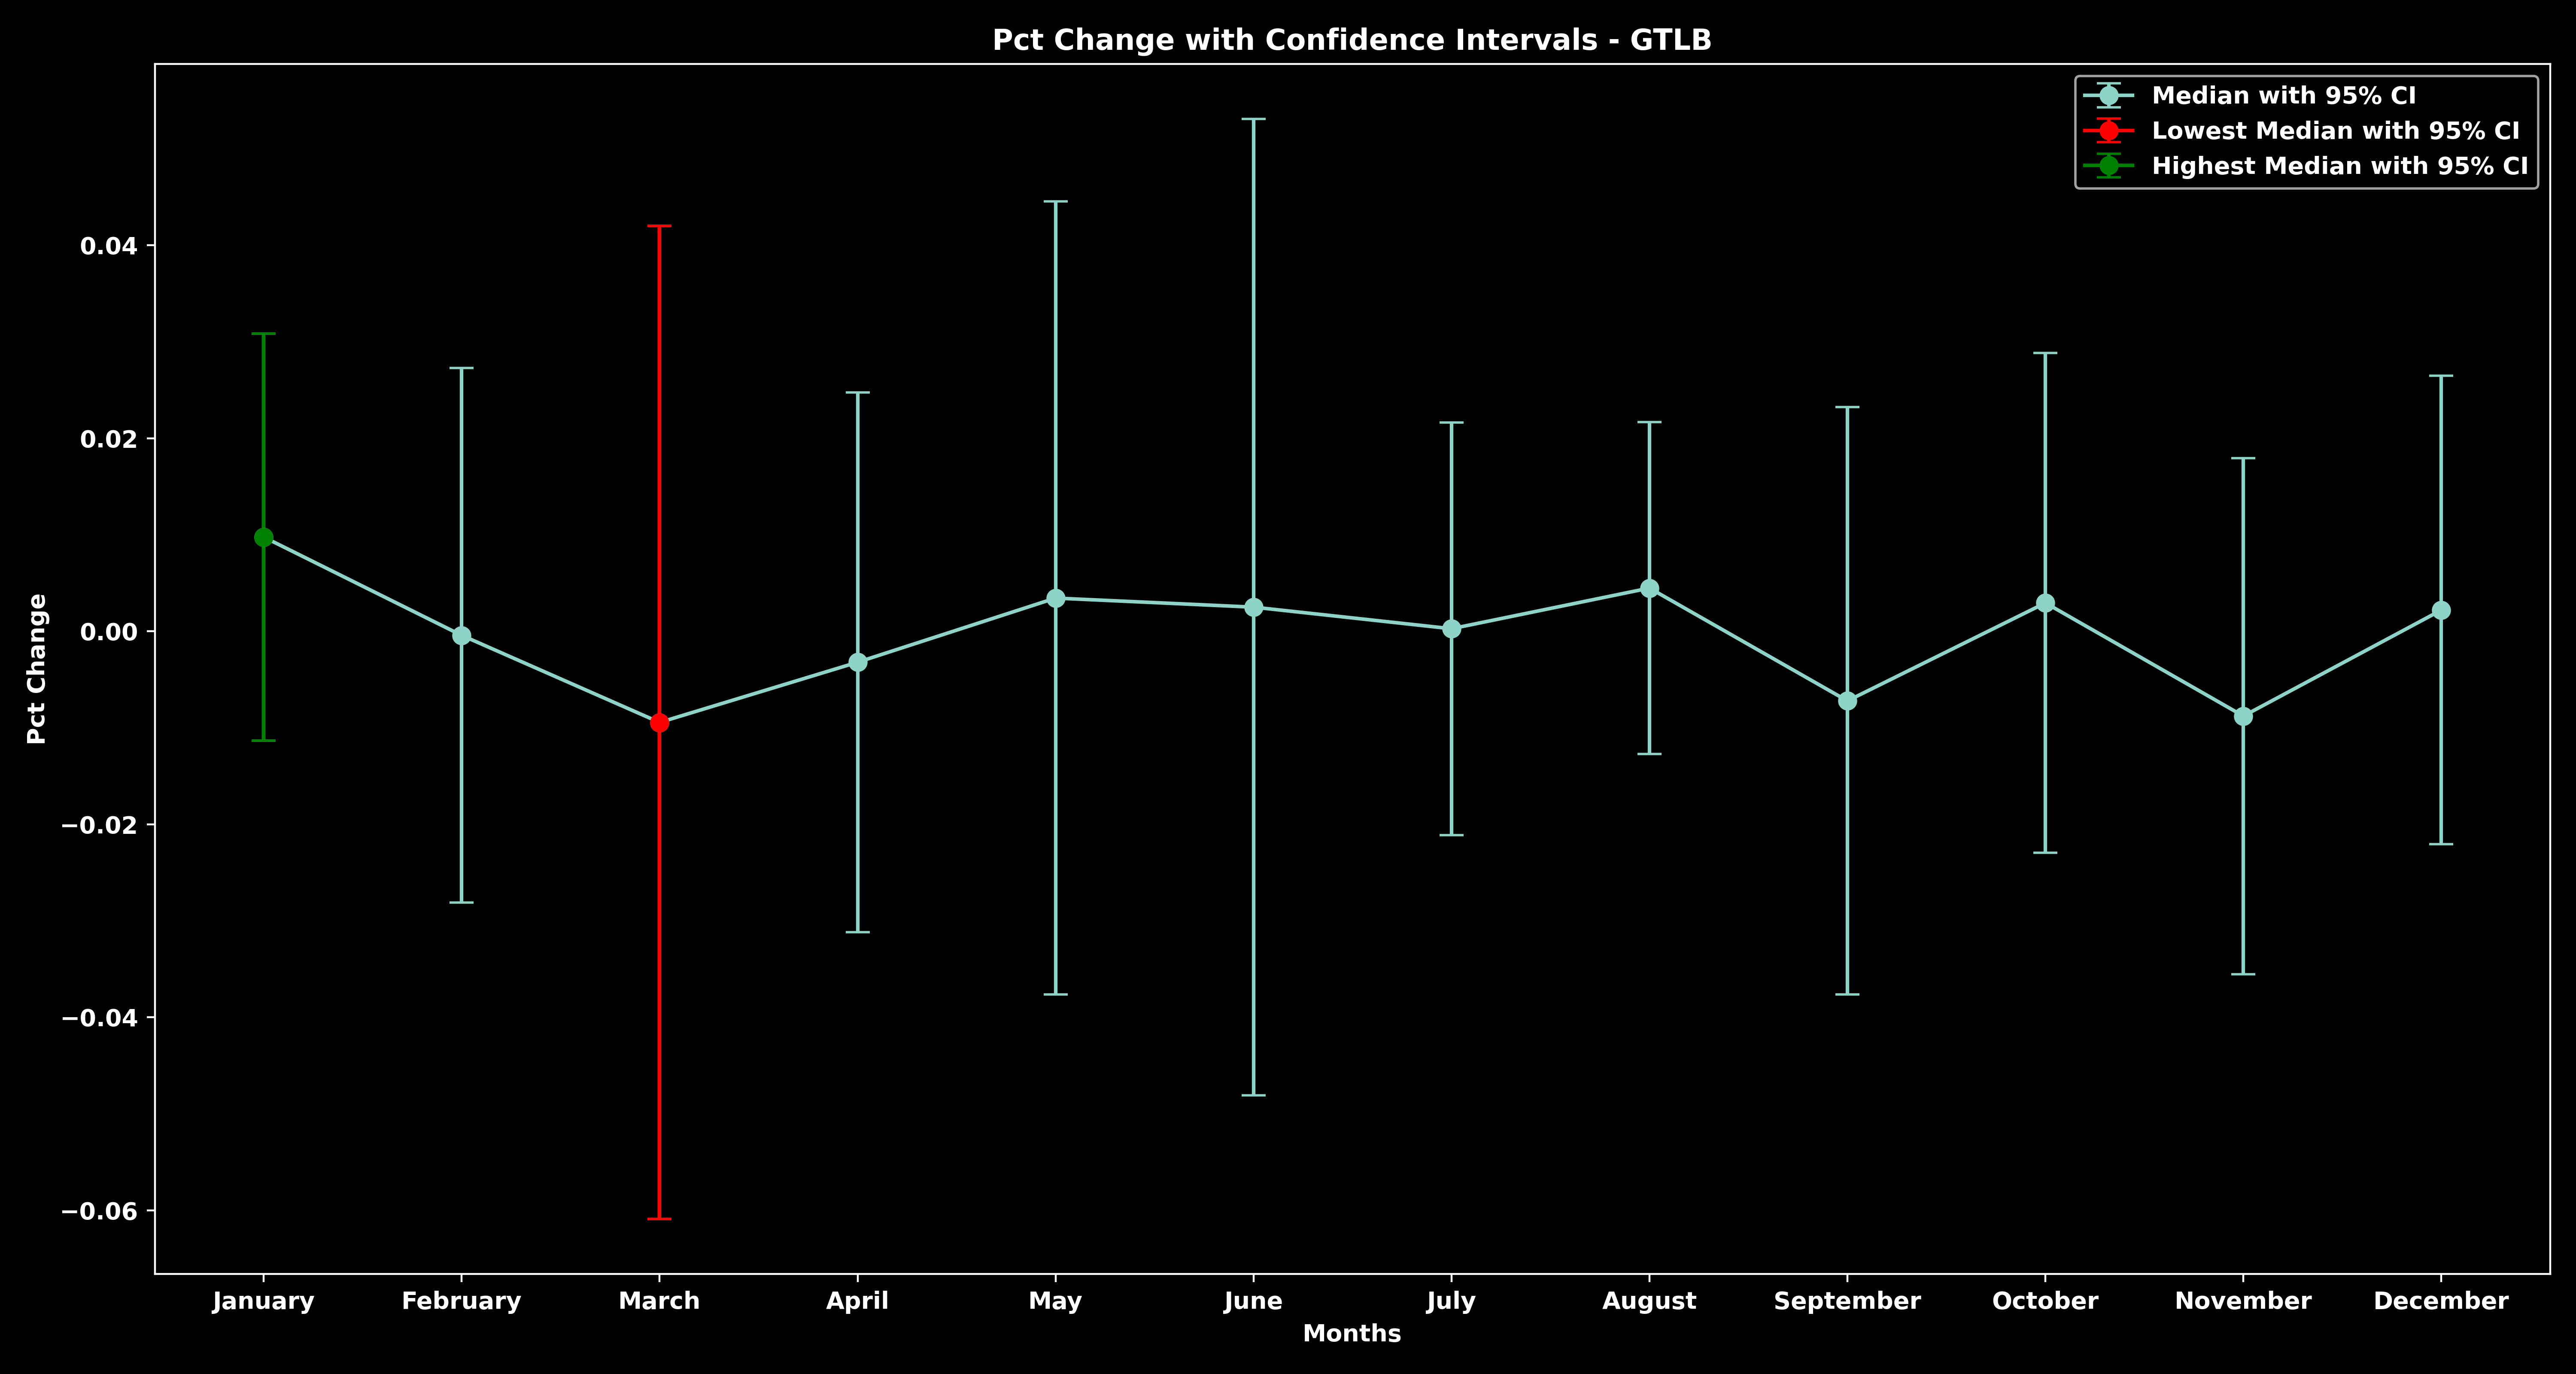 Pct Change with Confidence Intervals - GTLB
Median with 95% CI
Lowest Median with 95% CI
Highest Median with 95% CI
0.04
0.02
0.00
−0.02
−0.04
−0.06
Pct Change
January February March April May June July August September October November December
Months